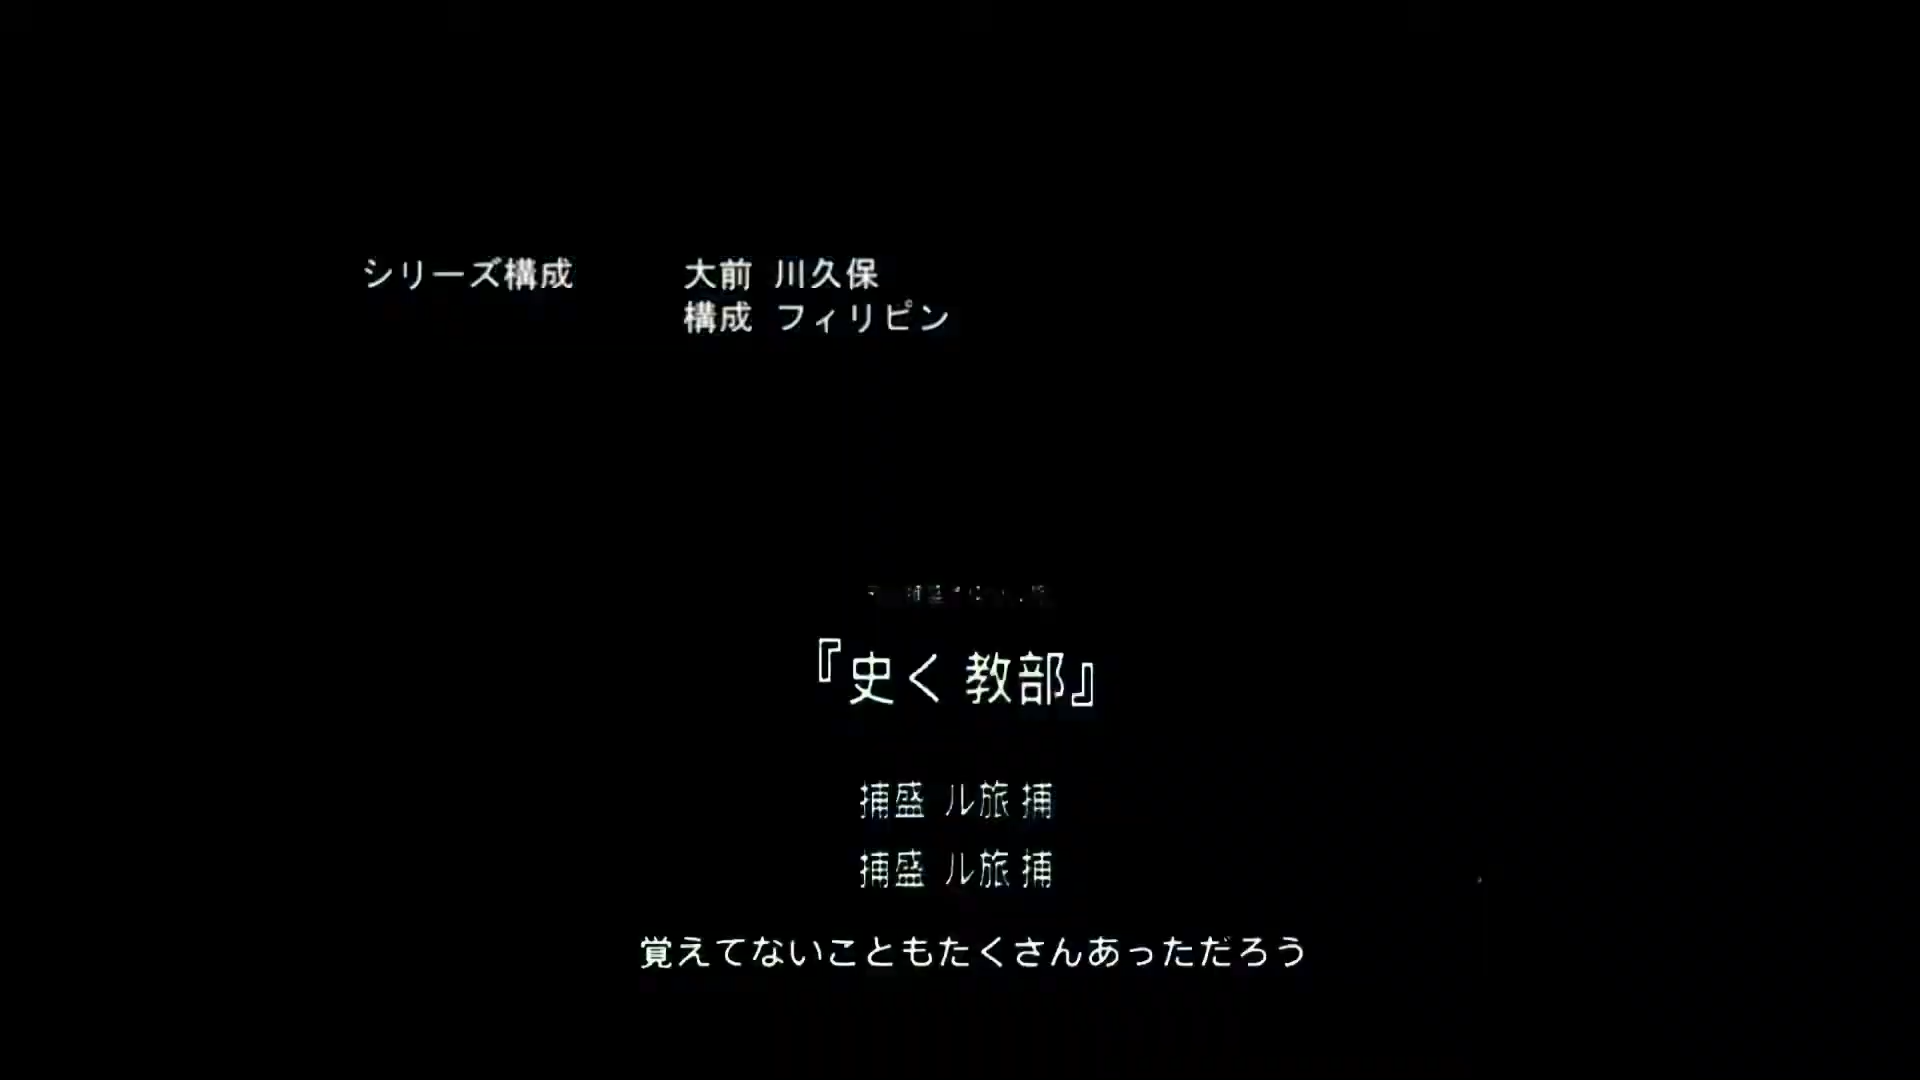 シリーズ構成 大前 川久保
構成 フィリピン
『史く 教部』
捕盛 ル旅 捕
捕盛 ル旅 捕
覚えてないこともたくさんあっただろう